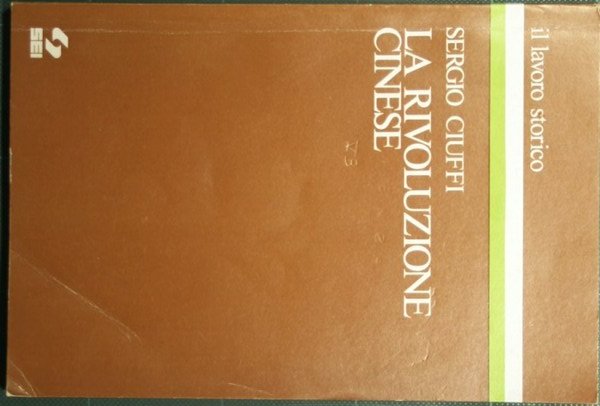 il lavoro storico
SERGIO CIUFFI
LA RIVOLUZIONE
CINESE
SEI